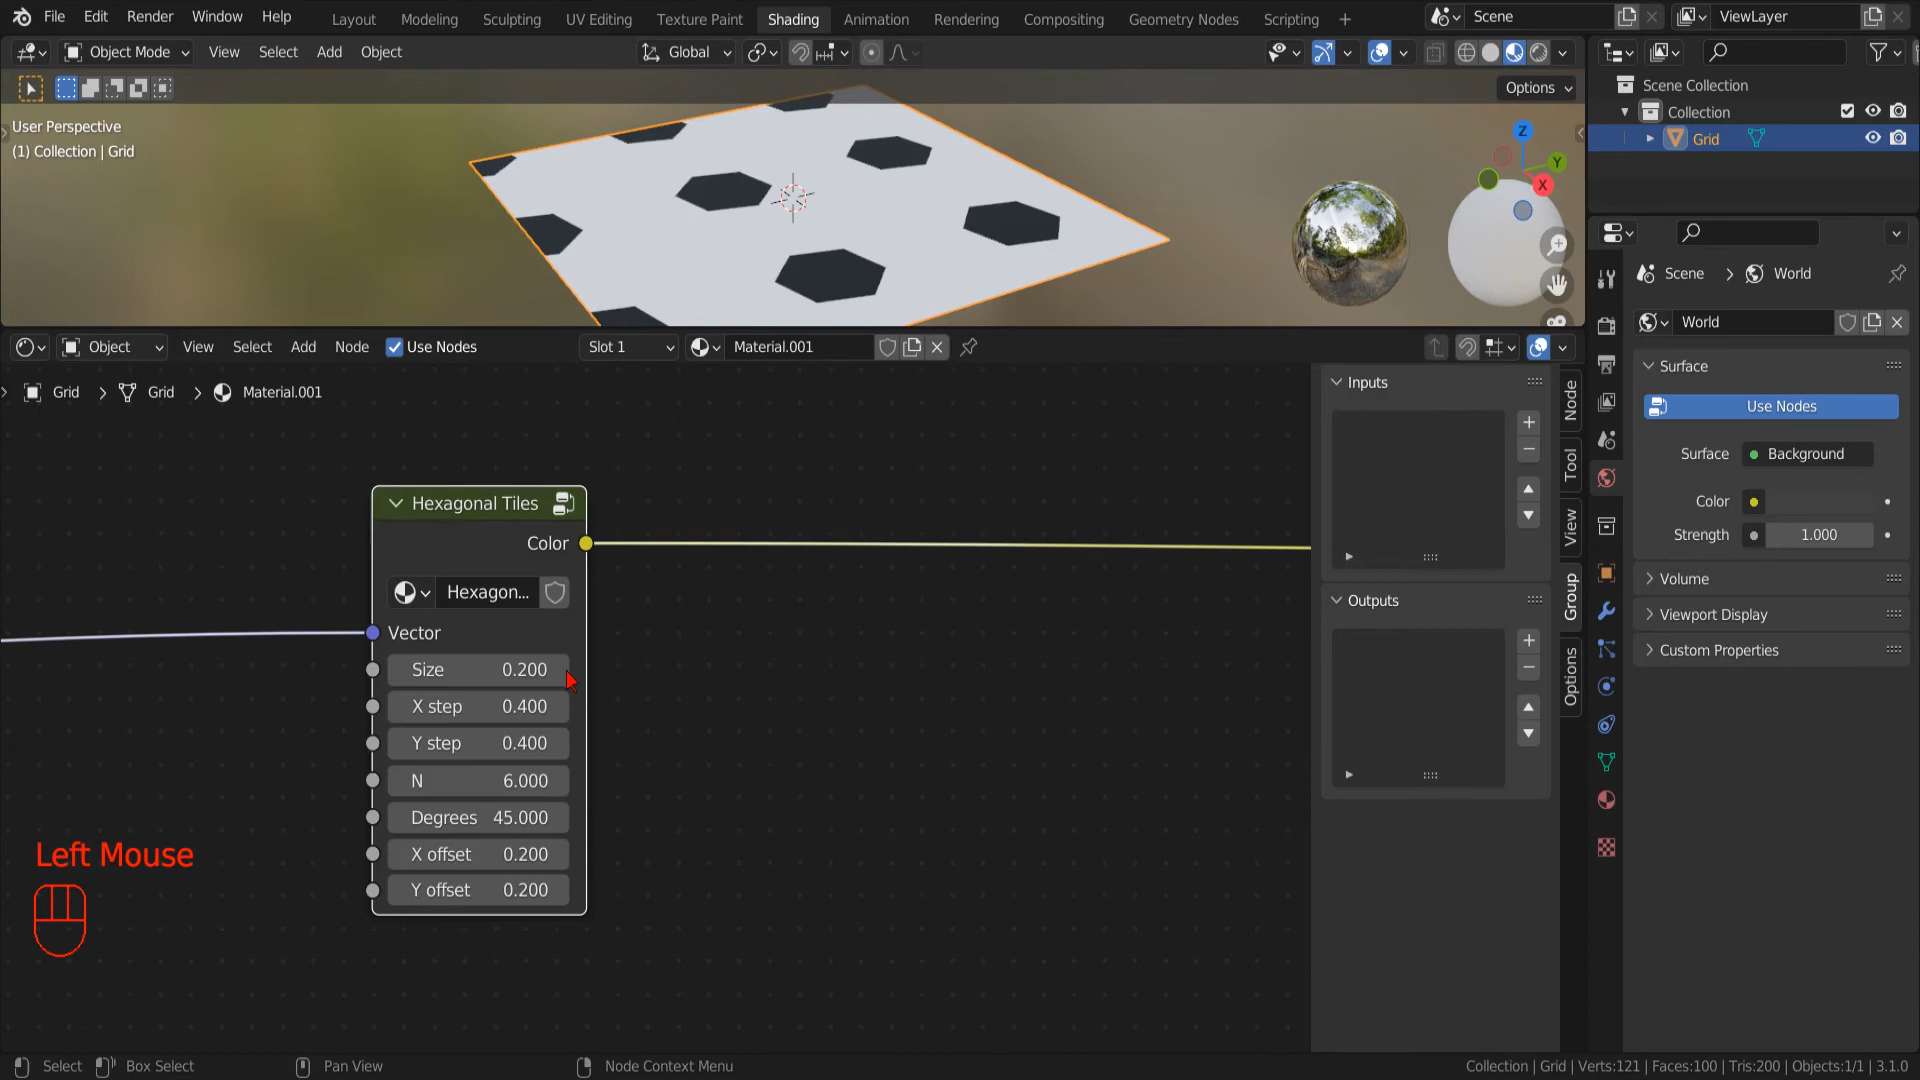 File Edit Render Window Help Layout Modeling Sculpting UV Editing Texture Paint Shading Animation Rendering Compositing Geometry Nodes Scripting + Scene ViewLayer
Object Mode View Select Add Object Global
Options
User Perspective
(1) Collection | Grid
Z
Y
X
Scene Collection
Collection
Grid
Scene > World
World
Surface
Use Nodes
Surface Background
Color
Strength 1.000
Volume
Viewport Display
Custom Properties
Object View Select Add Node Use Nodes Slot 1 Material.001
Grid > Grid > Material.001
Hexagonal Tiles
Color
Hexagon...
Vector
Size 0.200
X step 0.400
Y step 0.400
N 6.000
Degrees 45.000
X offset 0.200
Y offset 0.200
Inputs
Outputs
Node
Tool
View
Group
Options
Left Mouse
Select Box Select Pan View Node Context Menu Collection | Grid | Verts:121 | Faces:100 | Tris:200 | Objects:1/1 | 3.1.0